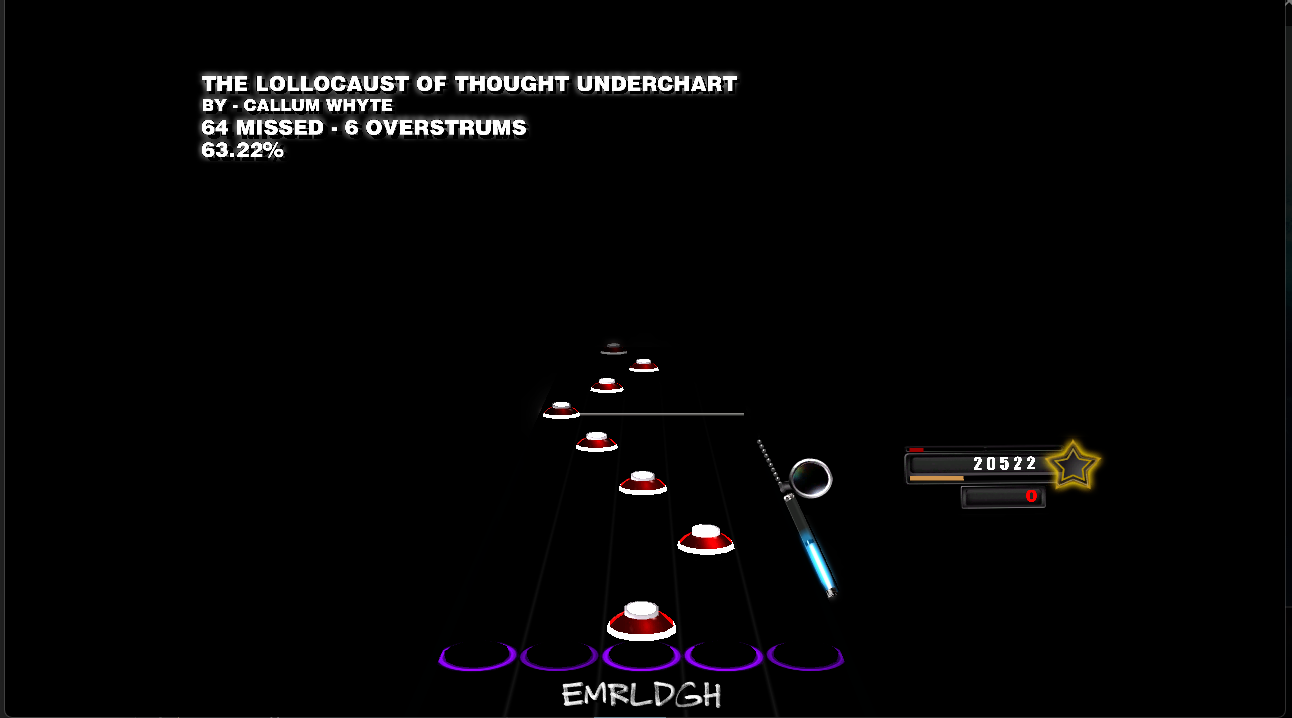 THE LOLLOCAUST OF THOUGHT UNDERCHART
BY - CALLUM WHYTE
64 MISSED - 6 OVERSTRUMS
63.22%
20522
0
EMRLDGH